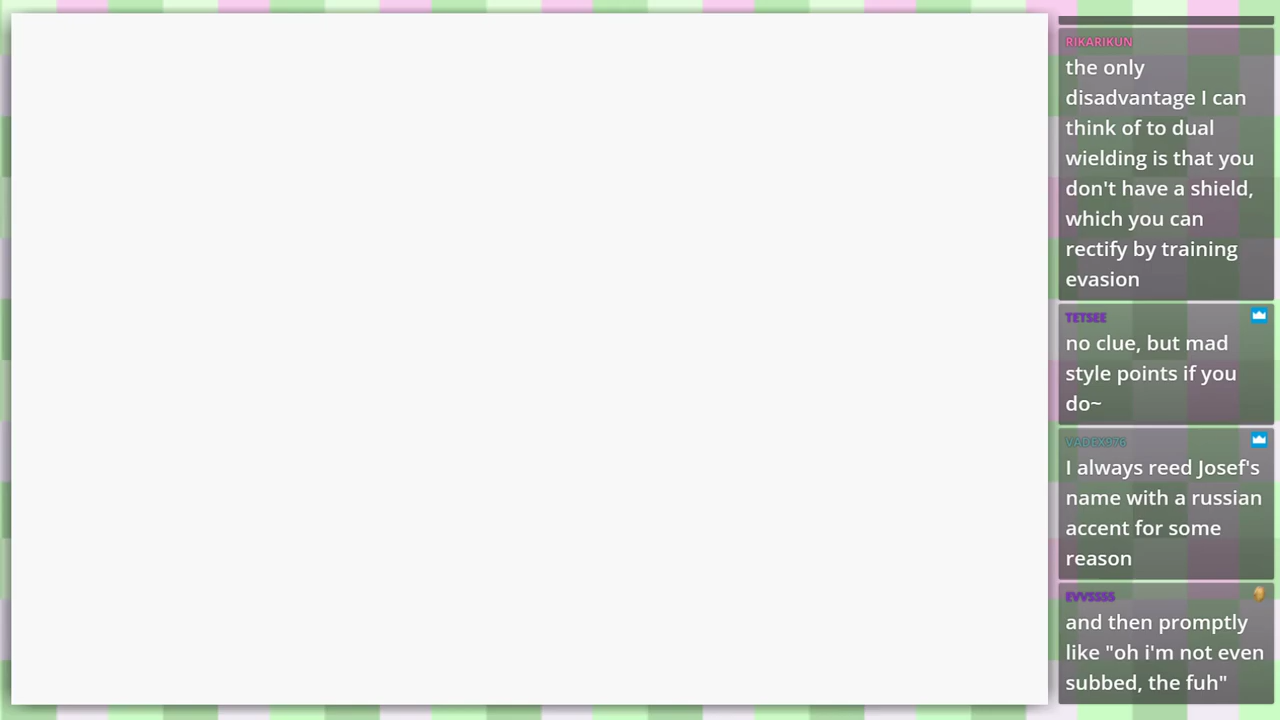 RIKARIKUN
the only
disadvantage I can
think of to dual
wielding is that you
don't have a shield,
which you can
rectify by training
evasion
TETSEE
no clue, but mad
style points if you
do~
VADEX976
I always reed Josef's
name with a russian
accent for some
reason
EVVSSSS
and then promptly
like "oh i'm not even
subbed, the fuh"